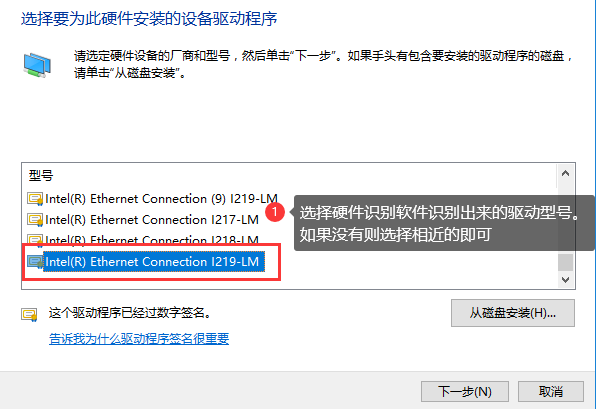 选择要为此硬件安装的设备驱动程序
请选定硬件设备的厂商和型号，然后单击“下一步”。如果手头有包含要安装的驱动程序的磁盘，
请单击“从磁盘安装”。
型号
Intel(R) Ethernet Connection (9) I219-LM
Intel(R) Ethernet Connection I217-LM
Intel(R) Ethernet Connection I218-LM
Intel(R) Ethernet Connection I219-LM
1
选择硬件识别软件识别出来的驱动型号。
如果没有则选择相近的即可
这个驱动程序已经过数字签名。
从磁盘安装(H)...
告诉我为什么驱动程序签名很重要
下一步(N)
取消